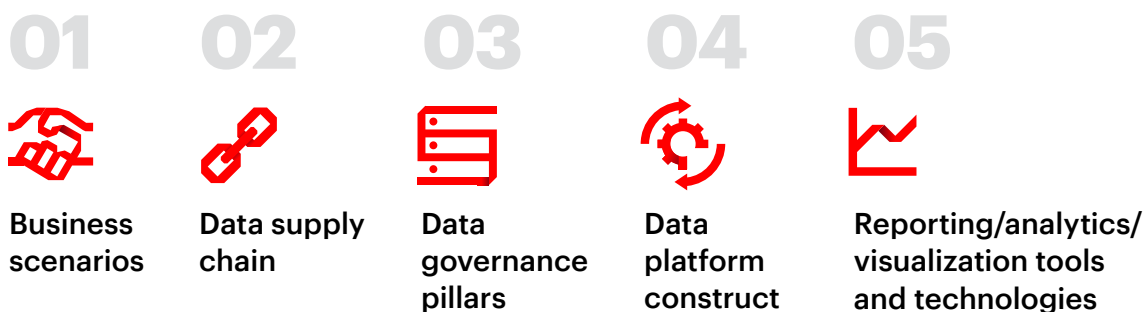 01
02
03
04
05
Business
scenarios
Data supply
chain
Data
governance
pillars
Data
platform
construct
Reporting/analytics/
visualization tools
and technologies